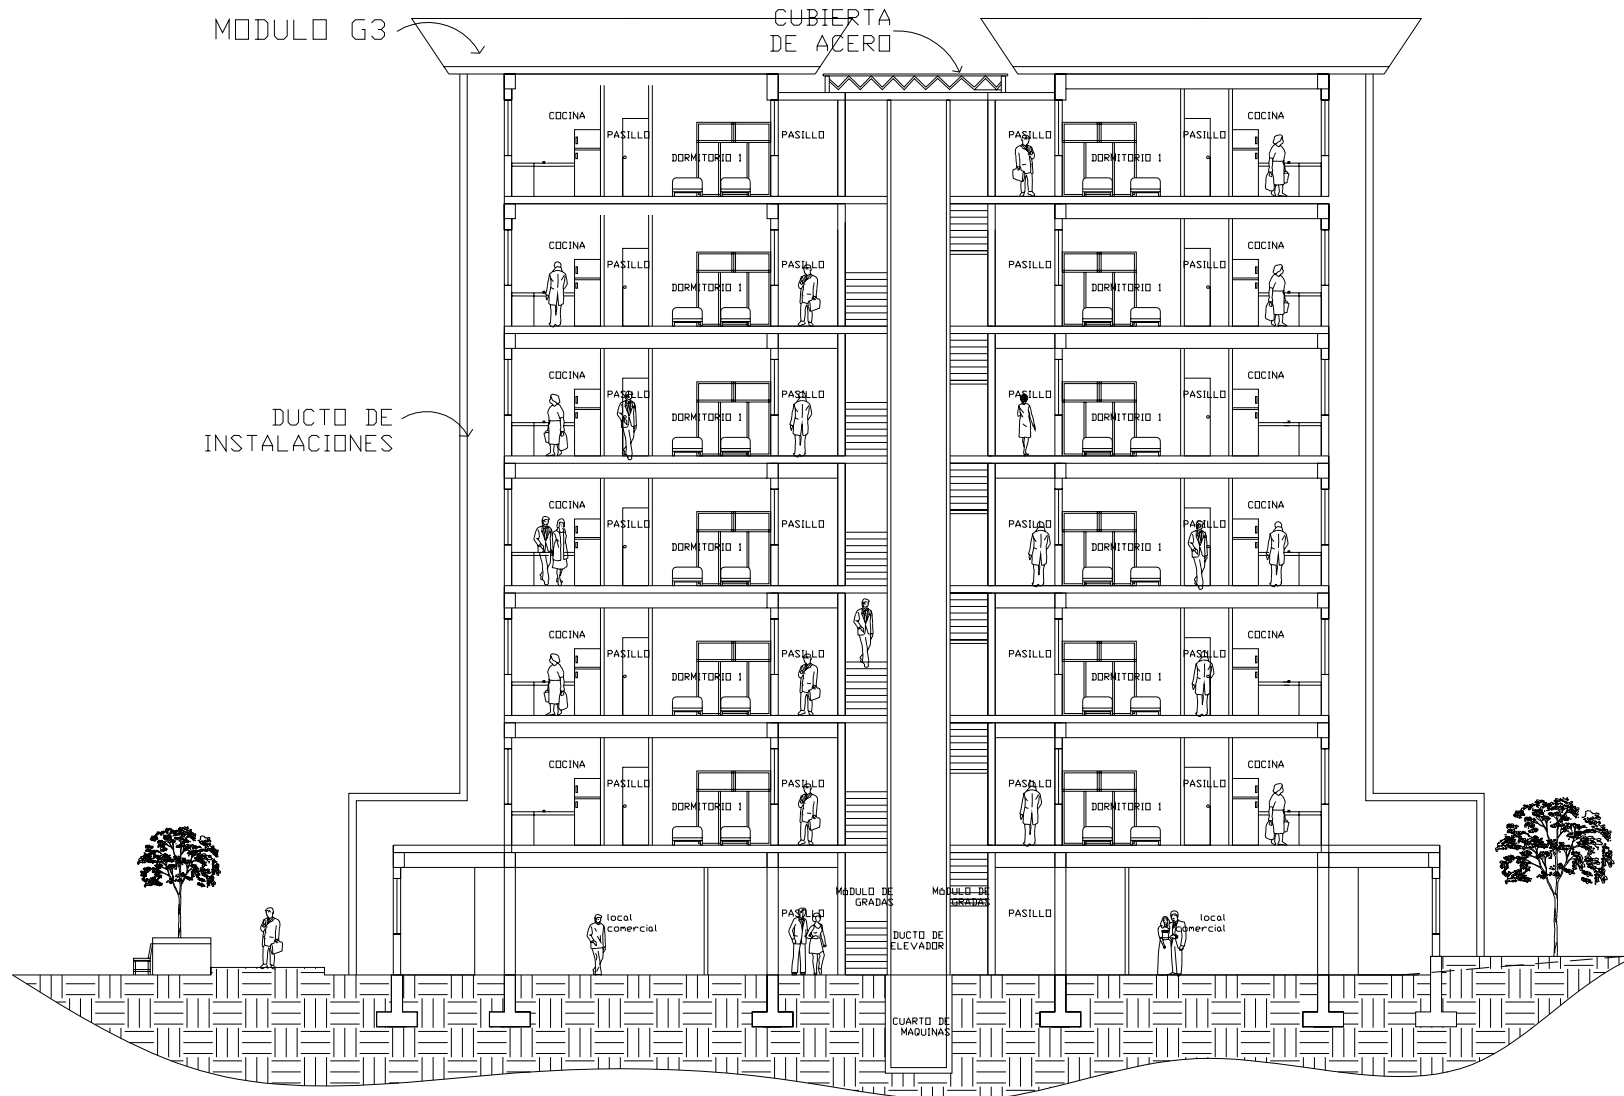 MODULO G3
CUBIERTA
DE ACERO
COCINA
PASILLO
DORMITORIO 1
PASILLO
PASILLO
DORMITORIO 1
PASILLO
COCINA
COCINA
PASILLO
DORMITORIO 1
PASILLO
PASILLO
DORMITORIO 1
PASILLO
COCINA
DUCTO DE
INSTALACIONES
COCINA
PASILLO
DORMITORIO 1
PASILLO
PASILLO
DORMITORIO 1
PASILLO
COCINA
COCINA
PASILLO
DORMITORIO 1
PASILLO
PASILLO
DORMITORIO 1
PASILLO
COCINA
COCINA
PASILLO
DORMITORIO 1
PASILLO
PASILLO
DORMITORIO 1
PASILLO
COCINA
COCINA
PASILLO
DORMITORIO 1
PASILLO
PASILLO
DORMITORIO 1
PASILLO
COCINA
MóDULO DE
GRADAS
MóDULO DE
GRADAS
local
comercial
PASILLO
DUCTO DE
ELEVADOR
PASILLO
local
comercial
CUARTO DE
MAQUINAS